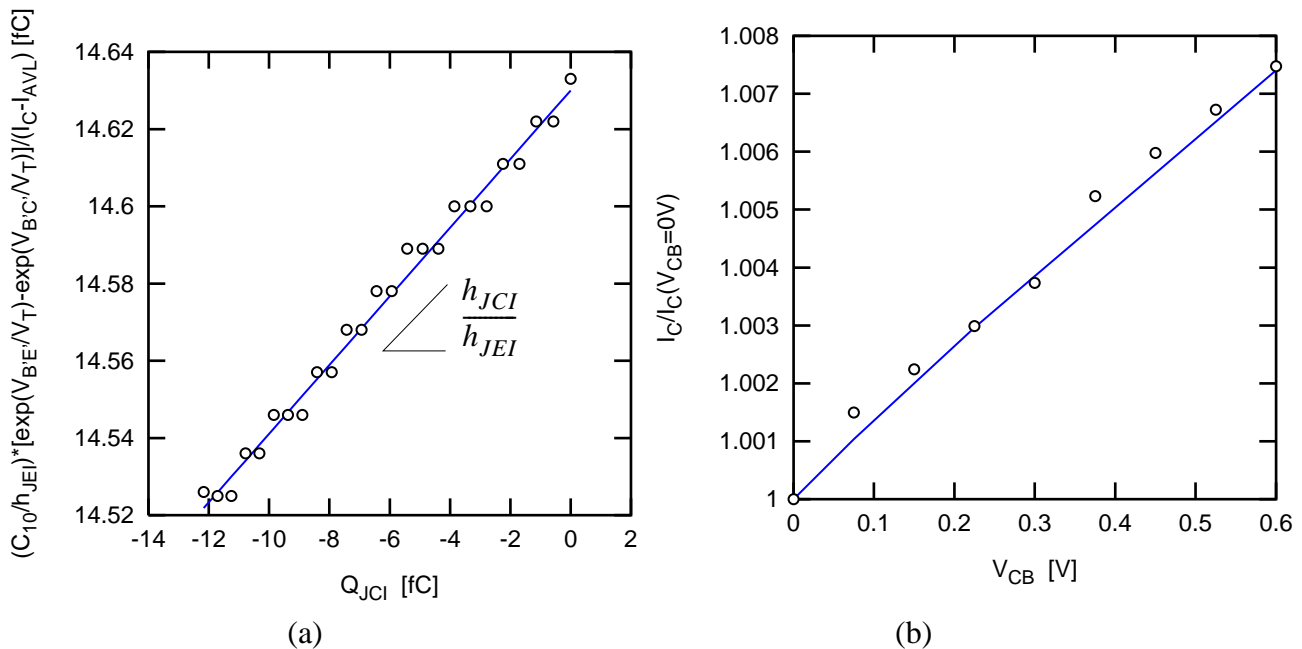 (C10/hJEI)*[exp(VB'E'/VT)-exp(VB'C'/VT)]/(IC-IAVL) [fC]
14.64
14.62
14.6
14.58
14.56
14.54
14.52
-14 -12 -10 -8 -6 -4 -2 0 2
QJCI [fC]
hJCI
hJEI
(a)
IC/IC(VCB=0V)
1.008
1.007
1.006
1.005
1.004
1.003
1.002
1.001
1
0 0.1 0.2 0.3 0.4 0.5 0.6
VCB [V]
(b)